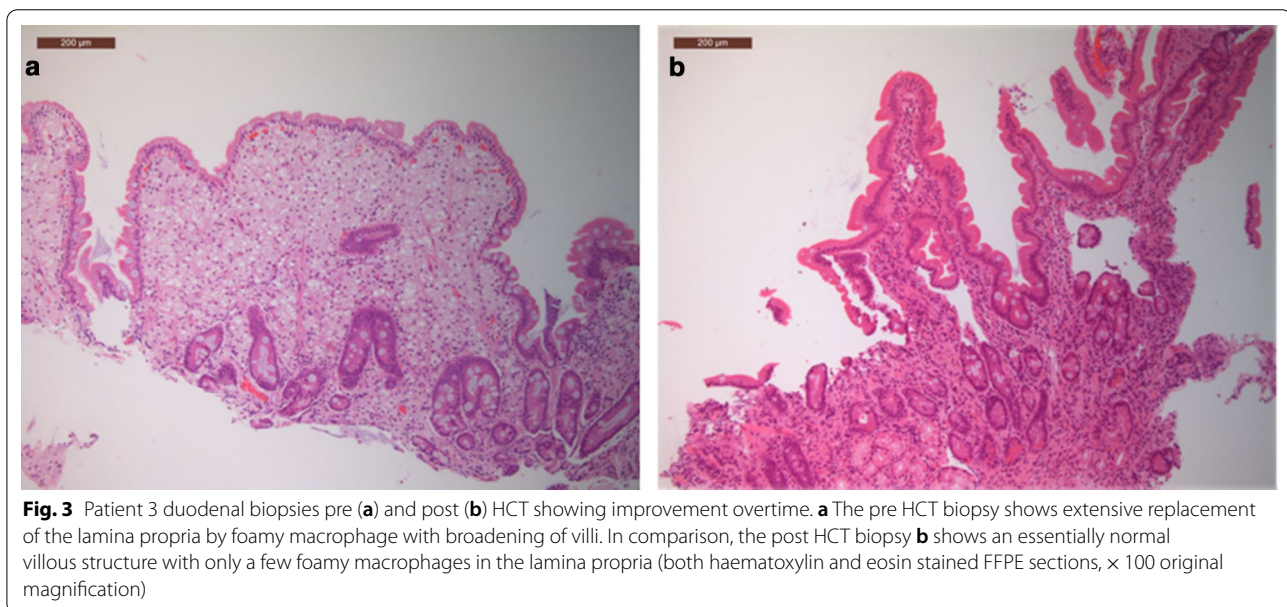 200 µm
a
200 µm
b
Fig. 3 Patient 3 duodenal biopsies pre (a) and post (b) HCT showing improvement overtime. a The pre HCT biopsy shows extensive replacement
of the lamina propria by foamy macrophage with broadening of villi. In comparison, the post HCT biopsy b shows an essentially normal
villous structure with only a few foamy macrophages in the lamina propria (both haematoxylin and eosin stained FFPE sections, × 100 original
magnification)